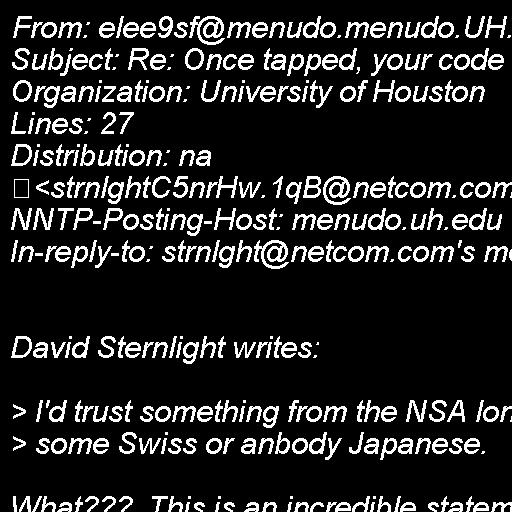 From: elee9sf@menudo.menudo.UH.
Subject: Re: Once tapped, your code
Organization: University of Houston
Lines: 27
Distribution: na
<strnlghtC5nrHw.1qB@netcom.com
NNTP-Posting-Host: menudo.uh.edu
In-reply-to: strnlght@netcom.com's m
David Sternlight writes:
> I'd trust something from the NSA lon
> some Swiss or anbody Japanese.
What??? This is an incredible statem